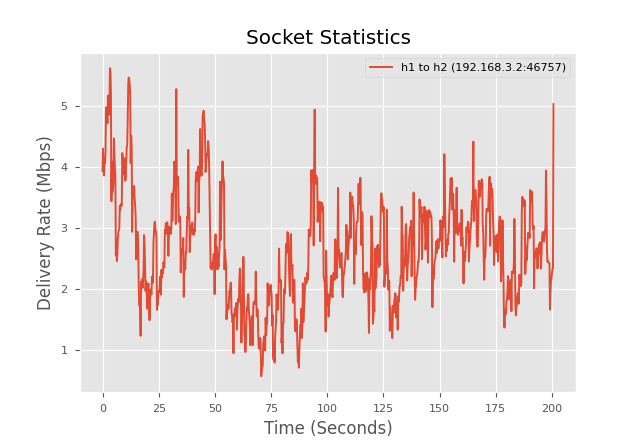 Socket Statistics
h1 to h2 (192.168.3.2:46757)
Delivery Rate (Mbps)
5
4
3
2
1
0 25 50 75 100 125 150 175 200
Time (Seconds)